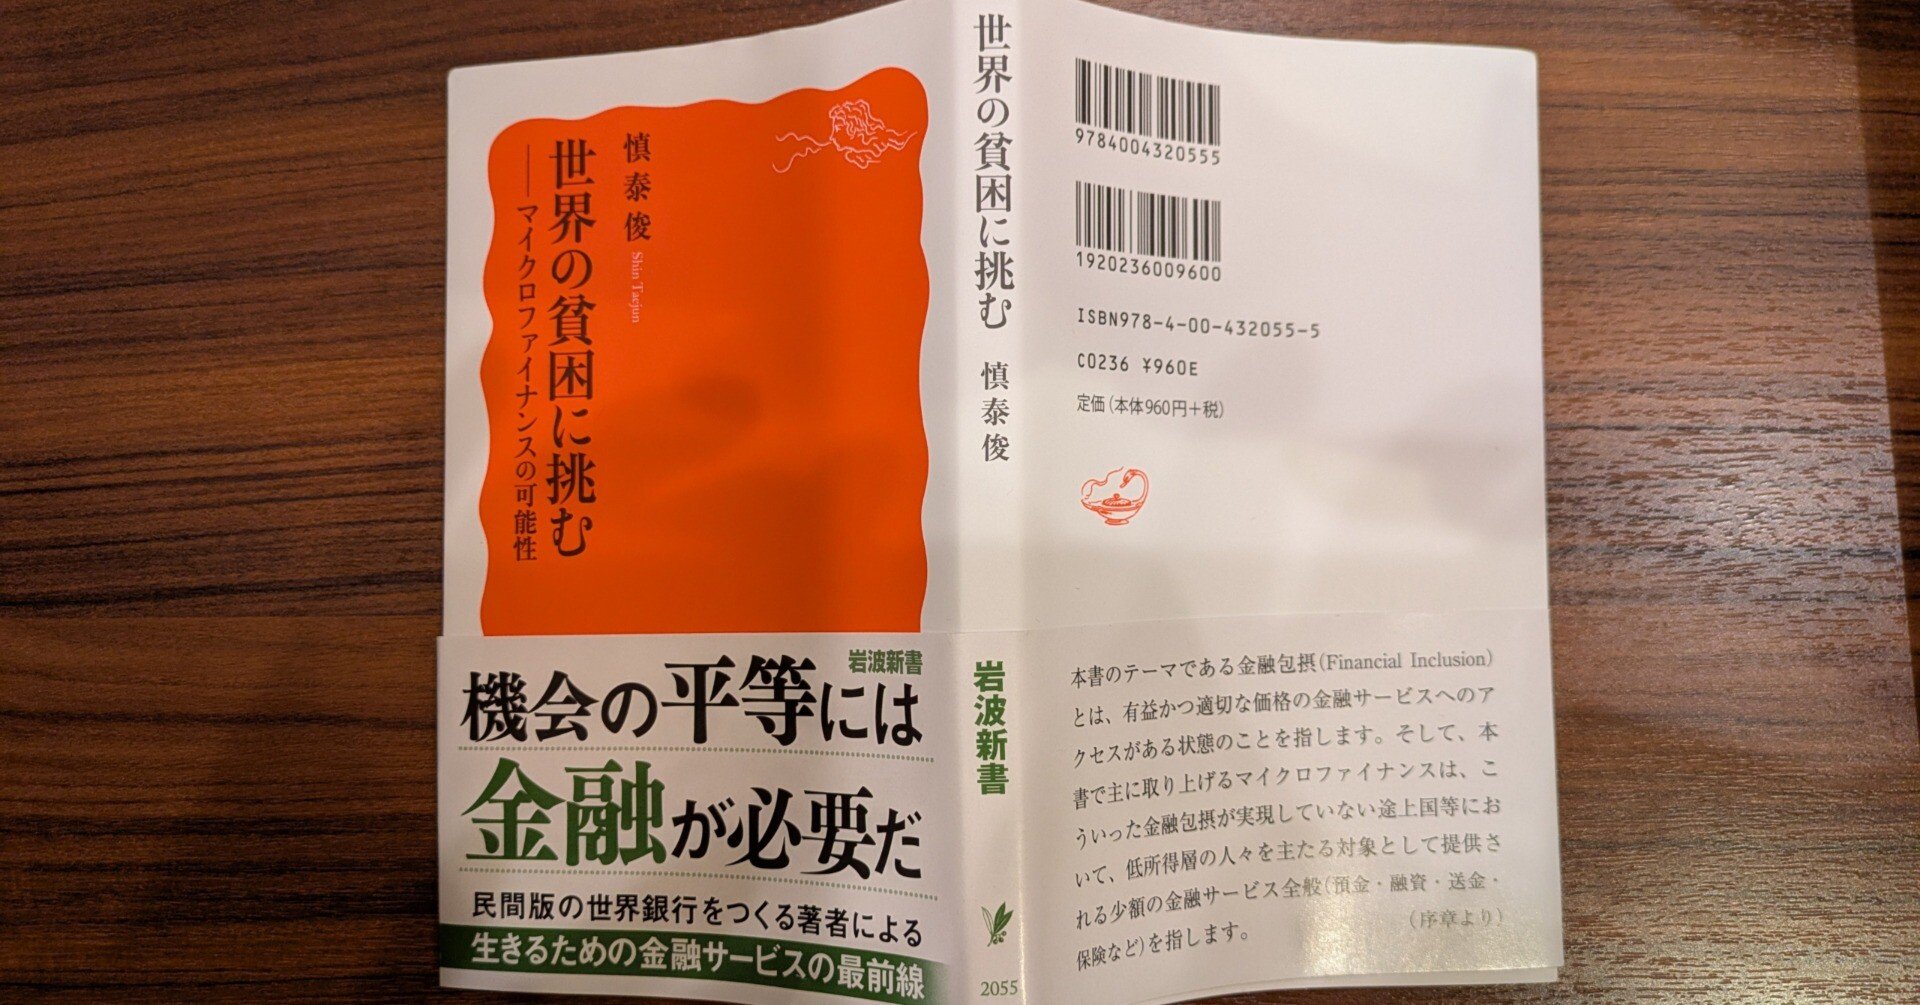 慎泰俊 Shin Taejun
世界の貧困に挑む
――マイクロファイナンスの可能性
岩波新書
機会の平等には
金融が必要だ
民間版の世界銀行をつくる著者による
生きるための金融サービスの最前線
世界の貧困に挑む 慎泰俊
岩波新書
2055
9784004320555
1920236009600
ISBN978-4-00-432055-5
C0236 ¥960E
定価(本体960円+税)
本書のテーマである金融包摂(Financial Inclusion)
とは、有益かつ適切な価格の金融サービスへのア
クセスがある状態のことを指します。そして、本
書で主に取り上げるマイクロファイナンスは、こ
ういった金融包摂が実現していない途上国等にお
いて、低所得層の人々を主たる対象として提供さ
れる少額の金融サービス全般(預金・融資・送金・
保険など)を指します。
(序章より)